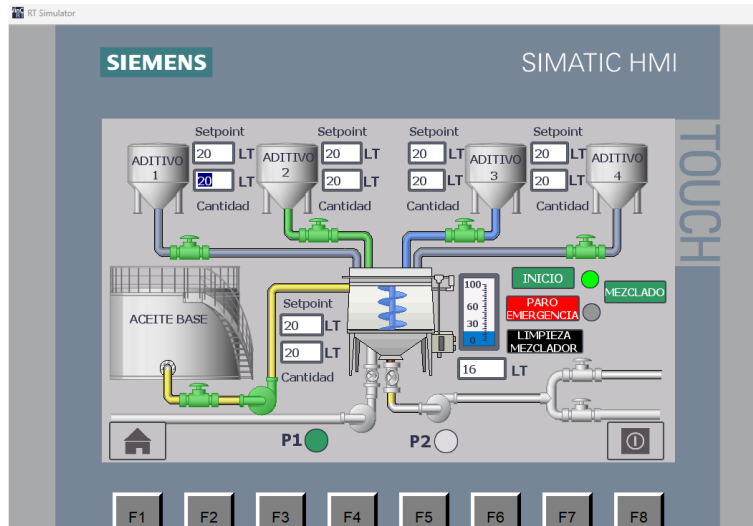 RT Simulator
SIEMENS
SIMATIC HMI
TOUCH
Setpoint
Setpoint
Setpoint
Setpoint
ADITIVO
1
20 LT
20 LT
Cantidad
ADITIVO
2
20 LT
20 LT
Cantidad
20 LT
20 LT
Cantidad
ADITIVO
3
20 LT
20 LT
Cantidad
ADITIVO
4
ACEITE BASE
Setpoint
20 LT
20 LT
Cantidad
100
60
30
0
16 LT
INICIO
MEZCLADO
PARO
EMERGENCIA
LIMPIEZA
MEZCLADOR
P1
P2
F1
F2
F3
F4
F5
F6
F7
F8